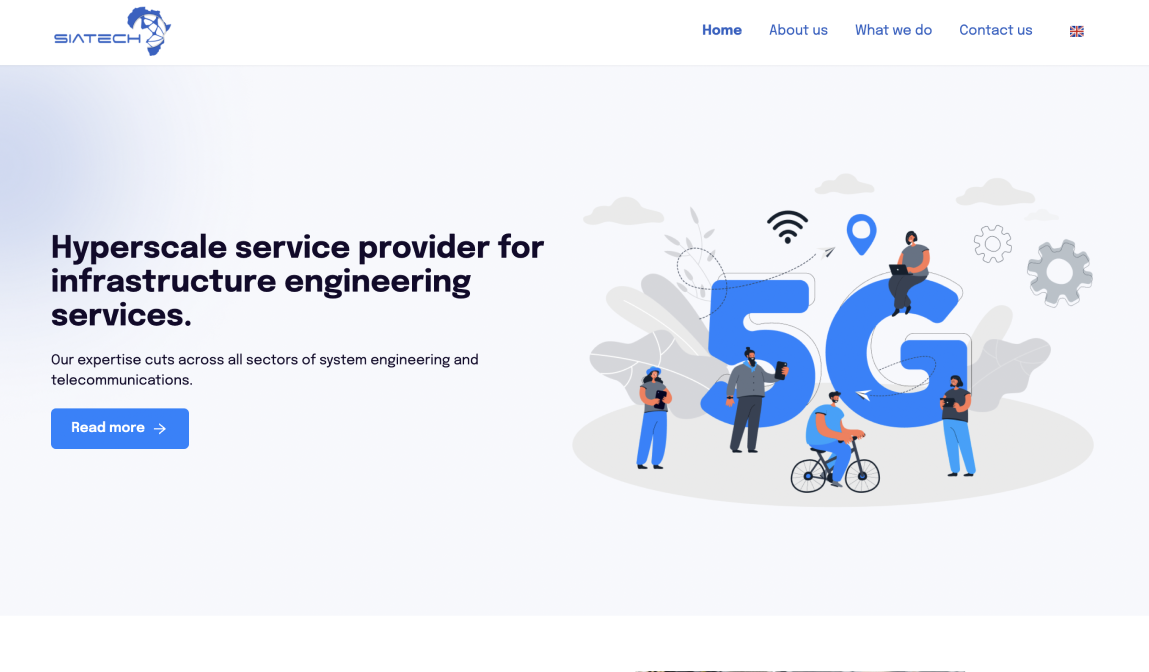 SIATECH
Home
About us
What we do
Contact us
Hyperscale service provider for
infrastructure engineering
services.
Our expertise cuts across all sectors of system engineering and
telecommunications.
Read more
5G